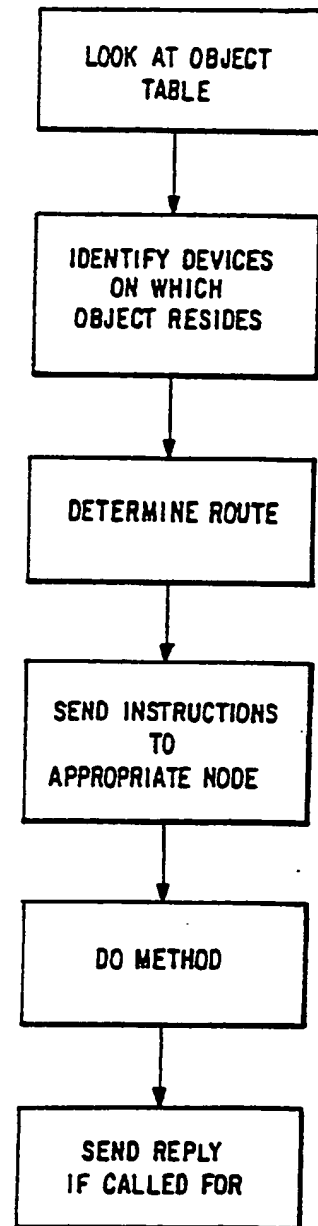 LOOK AT OBJECT
TABLE
IDENTIFY DEVICES
ON WHICH
OBJECT RESIDES
DETERMINE ROUTE
SEND INSTRUCTIONS
TO
APPROPRIATE NODE
DO METHOD
SEND REPLY
IF CALLED FOR